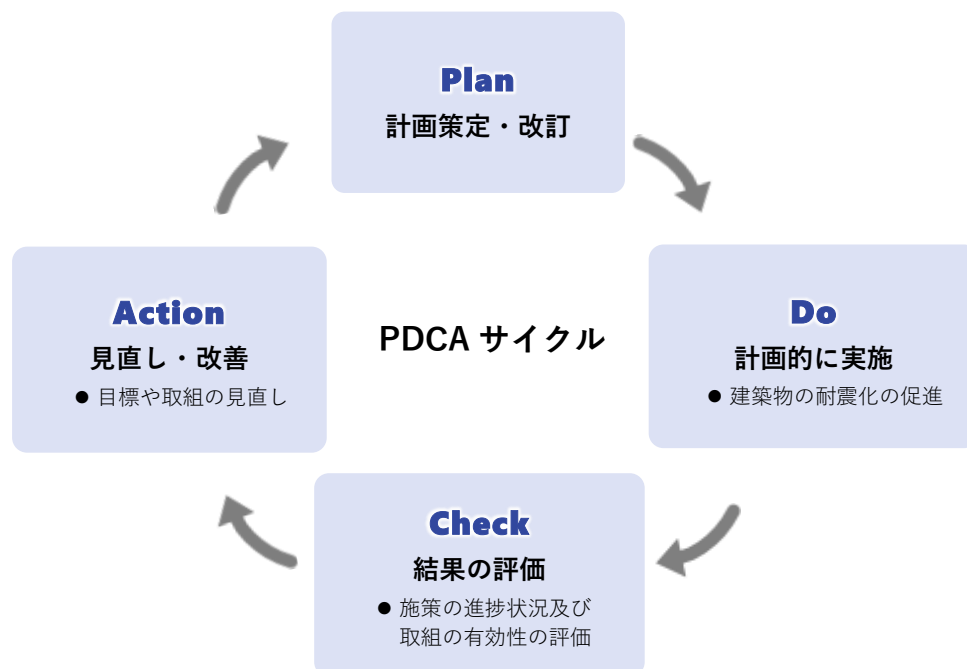 Plan
計画策定・改訂
Action
見直し・改善
● 目標や取組の見直し
PDCA サイクル
Do
計画的に実施
● 建築物の耐震化の促進
Check
結果の評価
● 施策の進捗状況及び
取組の有効性の評価